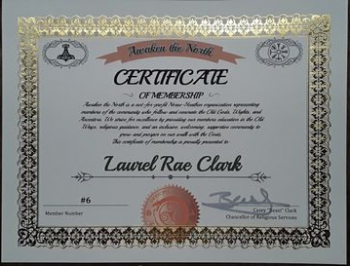 Awaken the North
CERTIFICATE
OF MEMBERSHIP
Awaken the North is a not for profit Norse-Heathen organization representing
members of the community who follow and venerate the Old Gods, Wights, and
Ancestors. We strive for excellence by providing our members education in the Old
Ways, religious guidance, and an inclusive, welcoming, supportive community to
grow and prosper on our walk with the Gods.
This certificate of membership is proudly presented to
Laurel Rae Clark
#6
Member Number
Casey "Bear" Clark
Chancellor of Religious Services